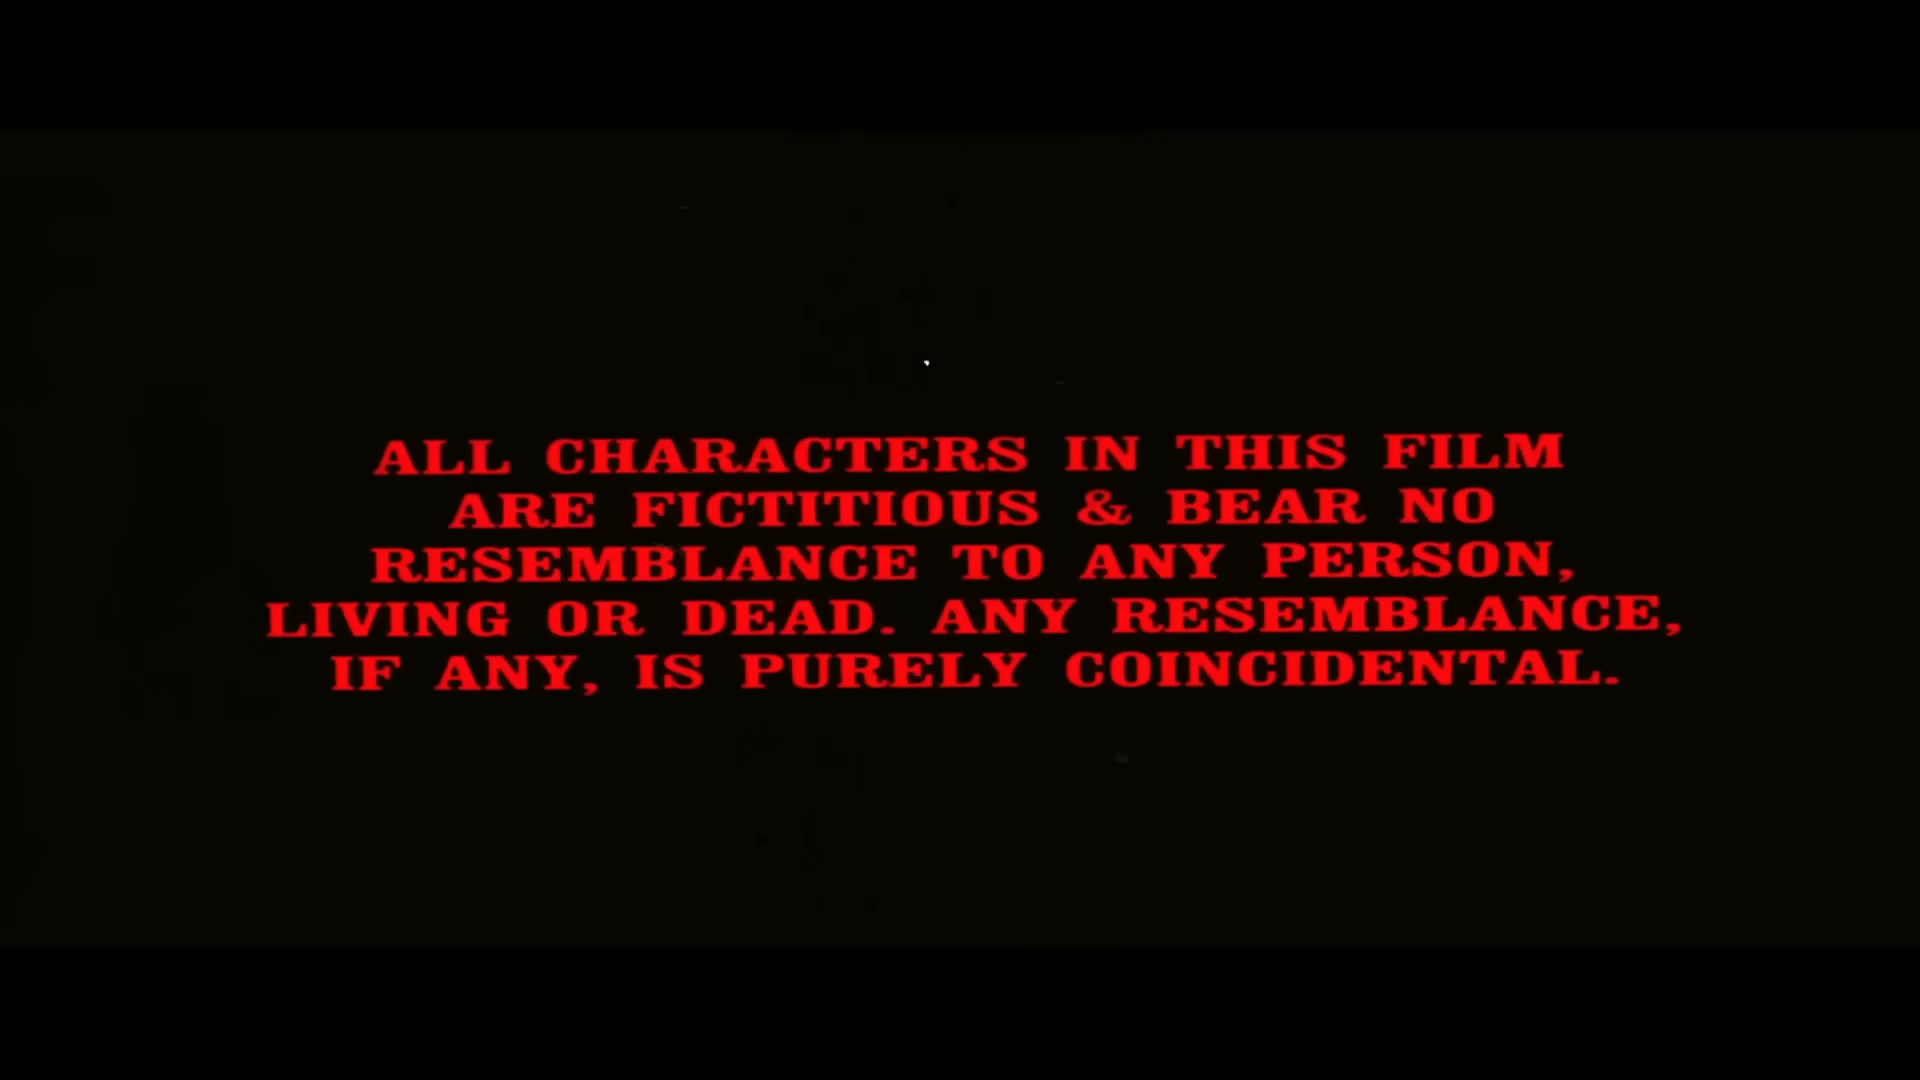 ALL CHARACTERS IN THIS FILM
ARE FICTITIOUS & BEAR NO
RESEMBLANCE TO ANY PERSON,
LIVING OR DEAD. ANY RESEMBLANCE,
IF ANY, IS PURELY COINCIDENTAL.